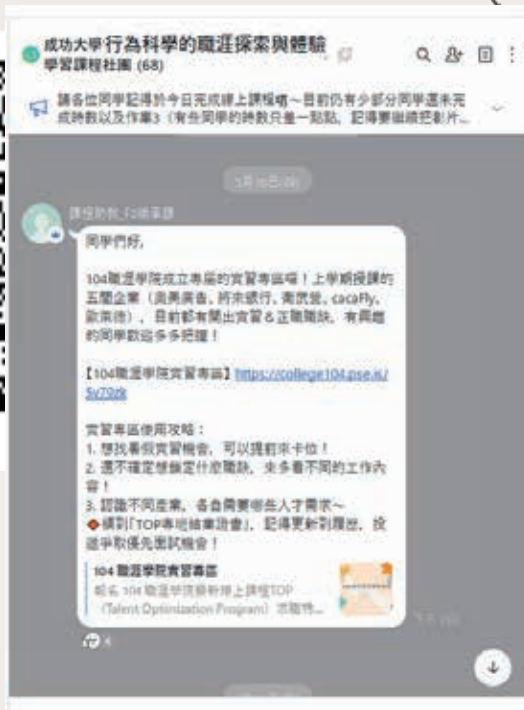 成功大學行為科學的職涯探索與體驗
學習課程社團 (68)
請各位同學記得於今日完成線上課程喔～目前仍有少部分同學還未完
成時數以及作業3（有些同學的時數只差一點點，記得要繼續把影片...
同學們好，
104職涯學院成立專屬的實習專區囉！上學期授課的
五間企業（奧美廣告、將來銀行、衛武營、cacaFly、
歐萊德），目前都有開出實習&正職職缺，有興趣
的同學歡迎多多把握！
【104職涯學院實習專區】https://college104.pse.is/
實習專區使用攻略：
1. 想找暑假實習機會，可以提前來卡位！
2. 還不確定想鎖定什麼職缺，來多看不同的工作內
容！
3. 認識不同產業，各自需要哪些人才需求～
🔶領到「TOP專班結業證書」，記得更新到履歷，投
遞爭取優先面試機會！
104 職涯學院實習專區
報名 104 職涯學院最新線上課程TOP
（Talent Optimization Program）求職特...
4